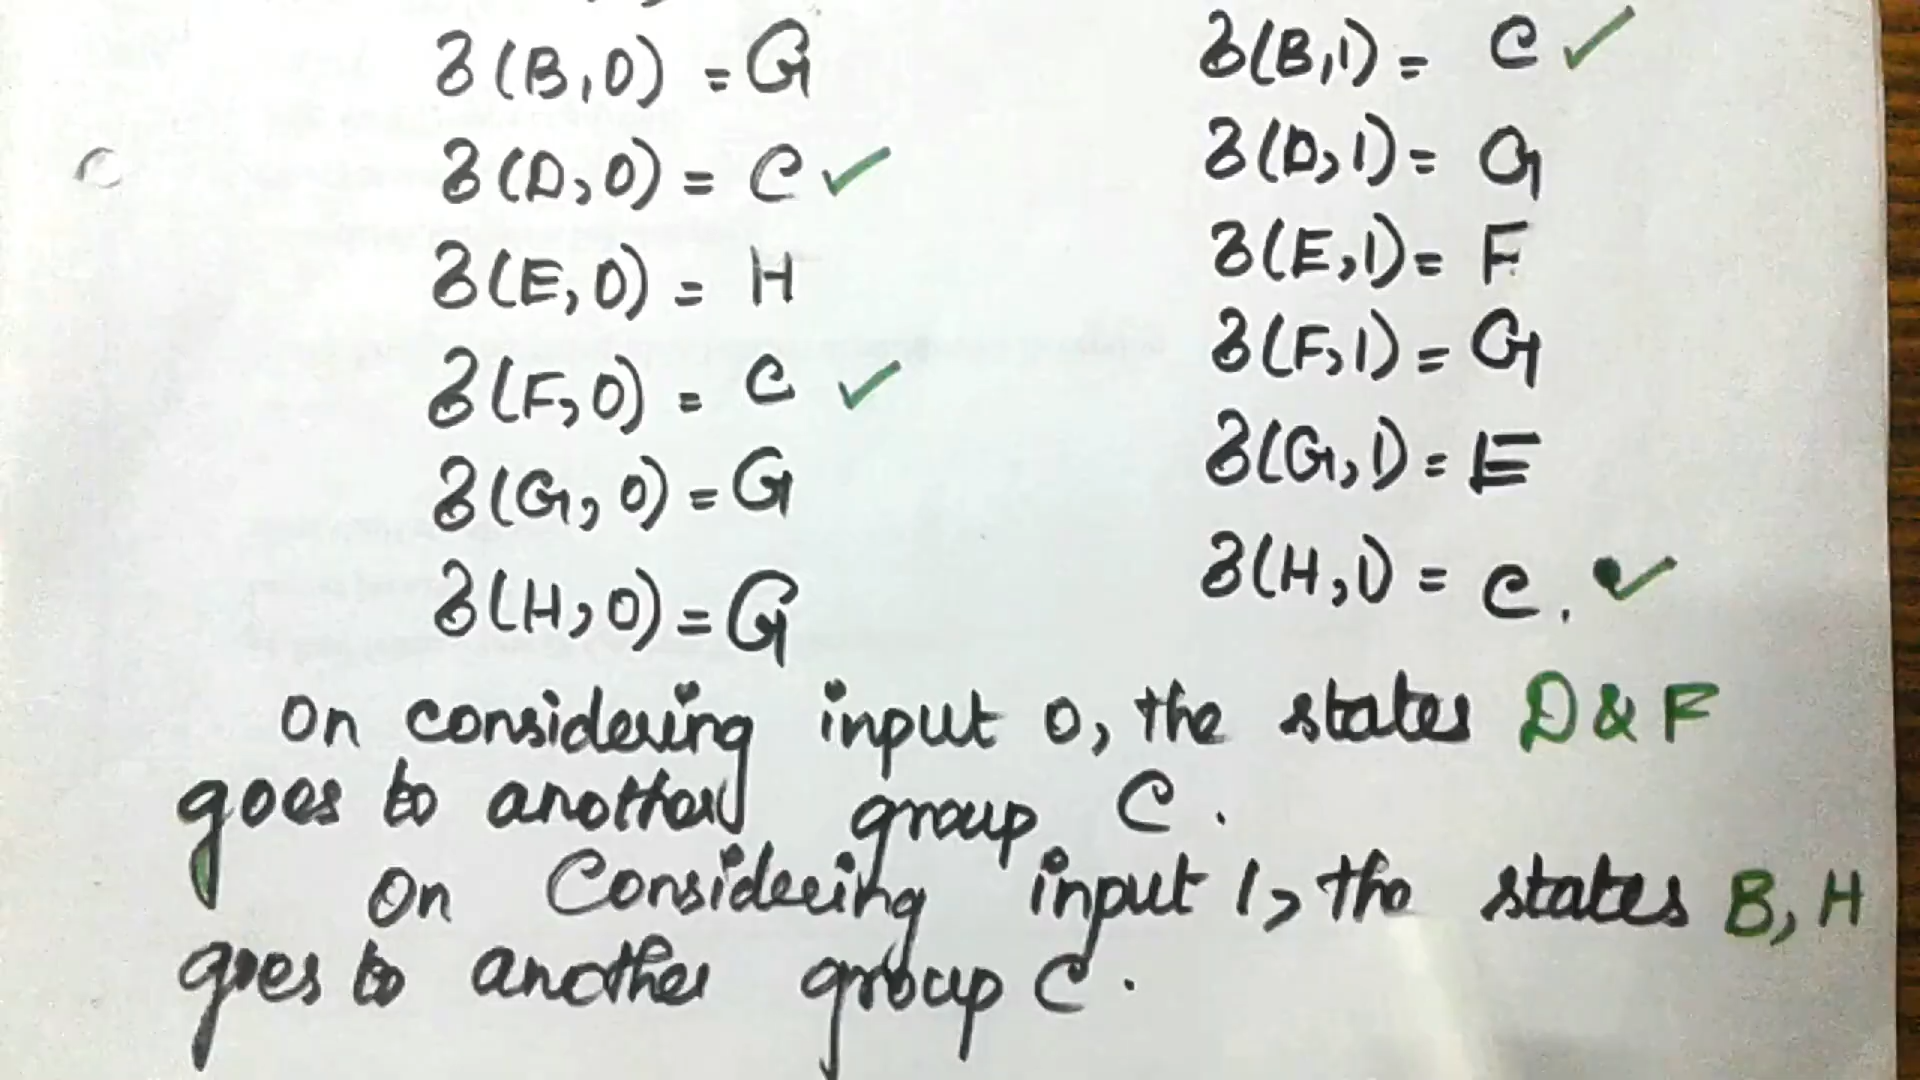 δ(B,0) = G δ(B,1) = C ✓
δ(D,0) = C ✓ δ(D,1) = G
δ(E,0) = H δ(E,1) = F
δ(F,0) = C ✓ δ(F,1) = G
δ(G,0) = G δ(G,1) = E
δ(H,0) = G δ(H,1) = C. ✓
On considering input 0, the states D & F
goes to another group C.
On Considering input 1, the states B, H
goes to another group C.